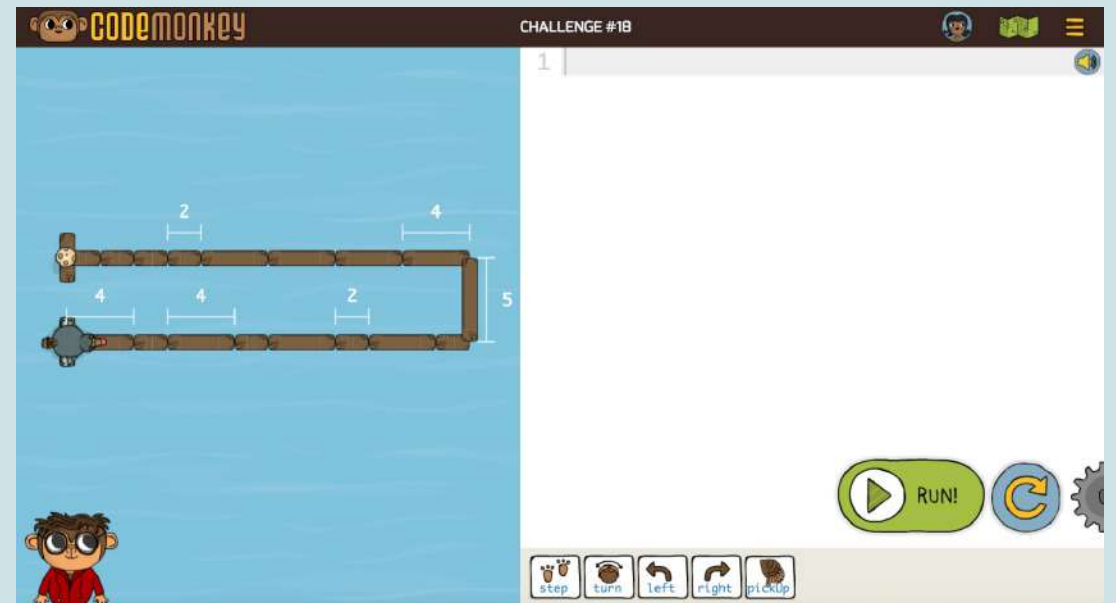 CODEMONKEY
CHALLENGE #18
1
2
4
4
4
2
5
RUN!
step
turn
left
right
pickUp